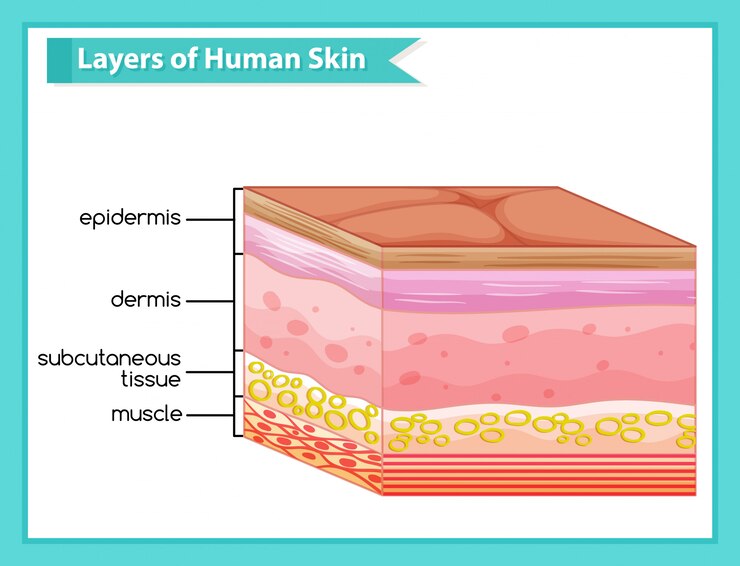 Layers of Human Skin
epidermis
dermis
subcutaneous
tissue
muscle